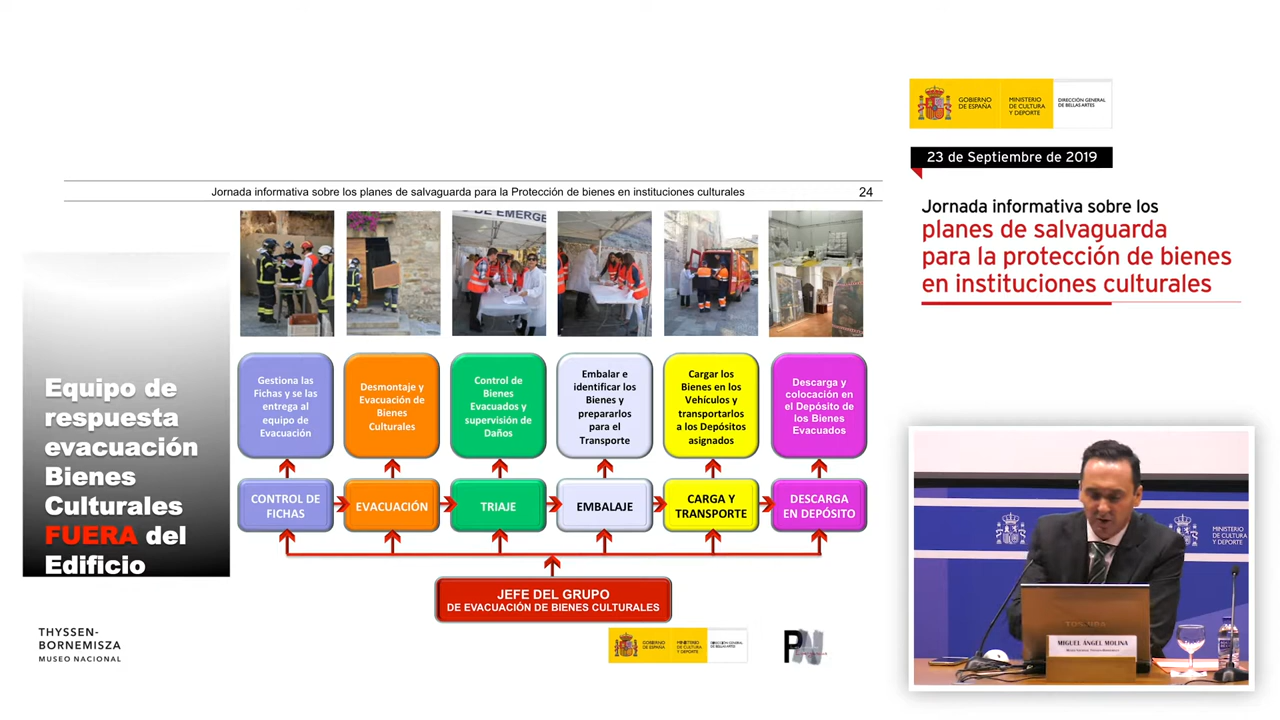 GOBIERNO
DE ESPAÑA
MINISTERIO
DE CULTURA
Y DEPORTE
DIRECCIÓN GENERAL
DE BELLAS ARTES
23 de Septiembre de 2019
Jornada informativa sobre los
planes de salvaguarda
para la protección de bienes
en instituciones culturales
Jornada informativa sobre los planes de salvaguarda para la Protección de bienes en instituciones culturales
24
DE EMERGE
Equipo de
respuesta
evacuación
Bienes
Culturales
FUERA del
Edificio
Gestiona las
Fichas y se las
entrega al
equipo de
Evacuación
Desmontaje y
Evacuación de
Bienes
Culturales
Control de
Bienes
Evacuados y
supervisión de
Daños
Embalar e
identificar los
Bienes y
prepararlos
para el
Transporte
Cargar los
Bienes en los
Vehículos y
transportarlos
a los Depósitos
asignados
Descarga y
colocación en
el Depósito de
los Bienes
Evacuados
CONTROL DE
FICHAS
EVACUACIÓN
TRIAJE
EMBALAJE
CARGA Y
TRANSPORTE
DESCARGA
EN DEPÓSITO
JEFE DEL GRUPO
DE EVACUACIÓN DE BIENES CULTURALES
THYSSEN-
BORNEMISZA
MUSEO NACIONAL
GOBIERNO
DE ESPAÑA
MINISTERIO
DE CULTURA
Y DEPORTE
DIRECCIÓN GENERAL
DE BELLAS ARTES
MINISTERIO
DE CULTURA
Y DEPORTE
TOSHIBA
MIGUEL ÁNGEL MOLINA